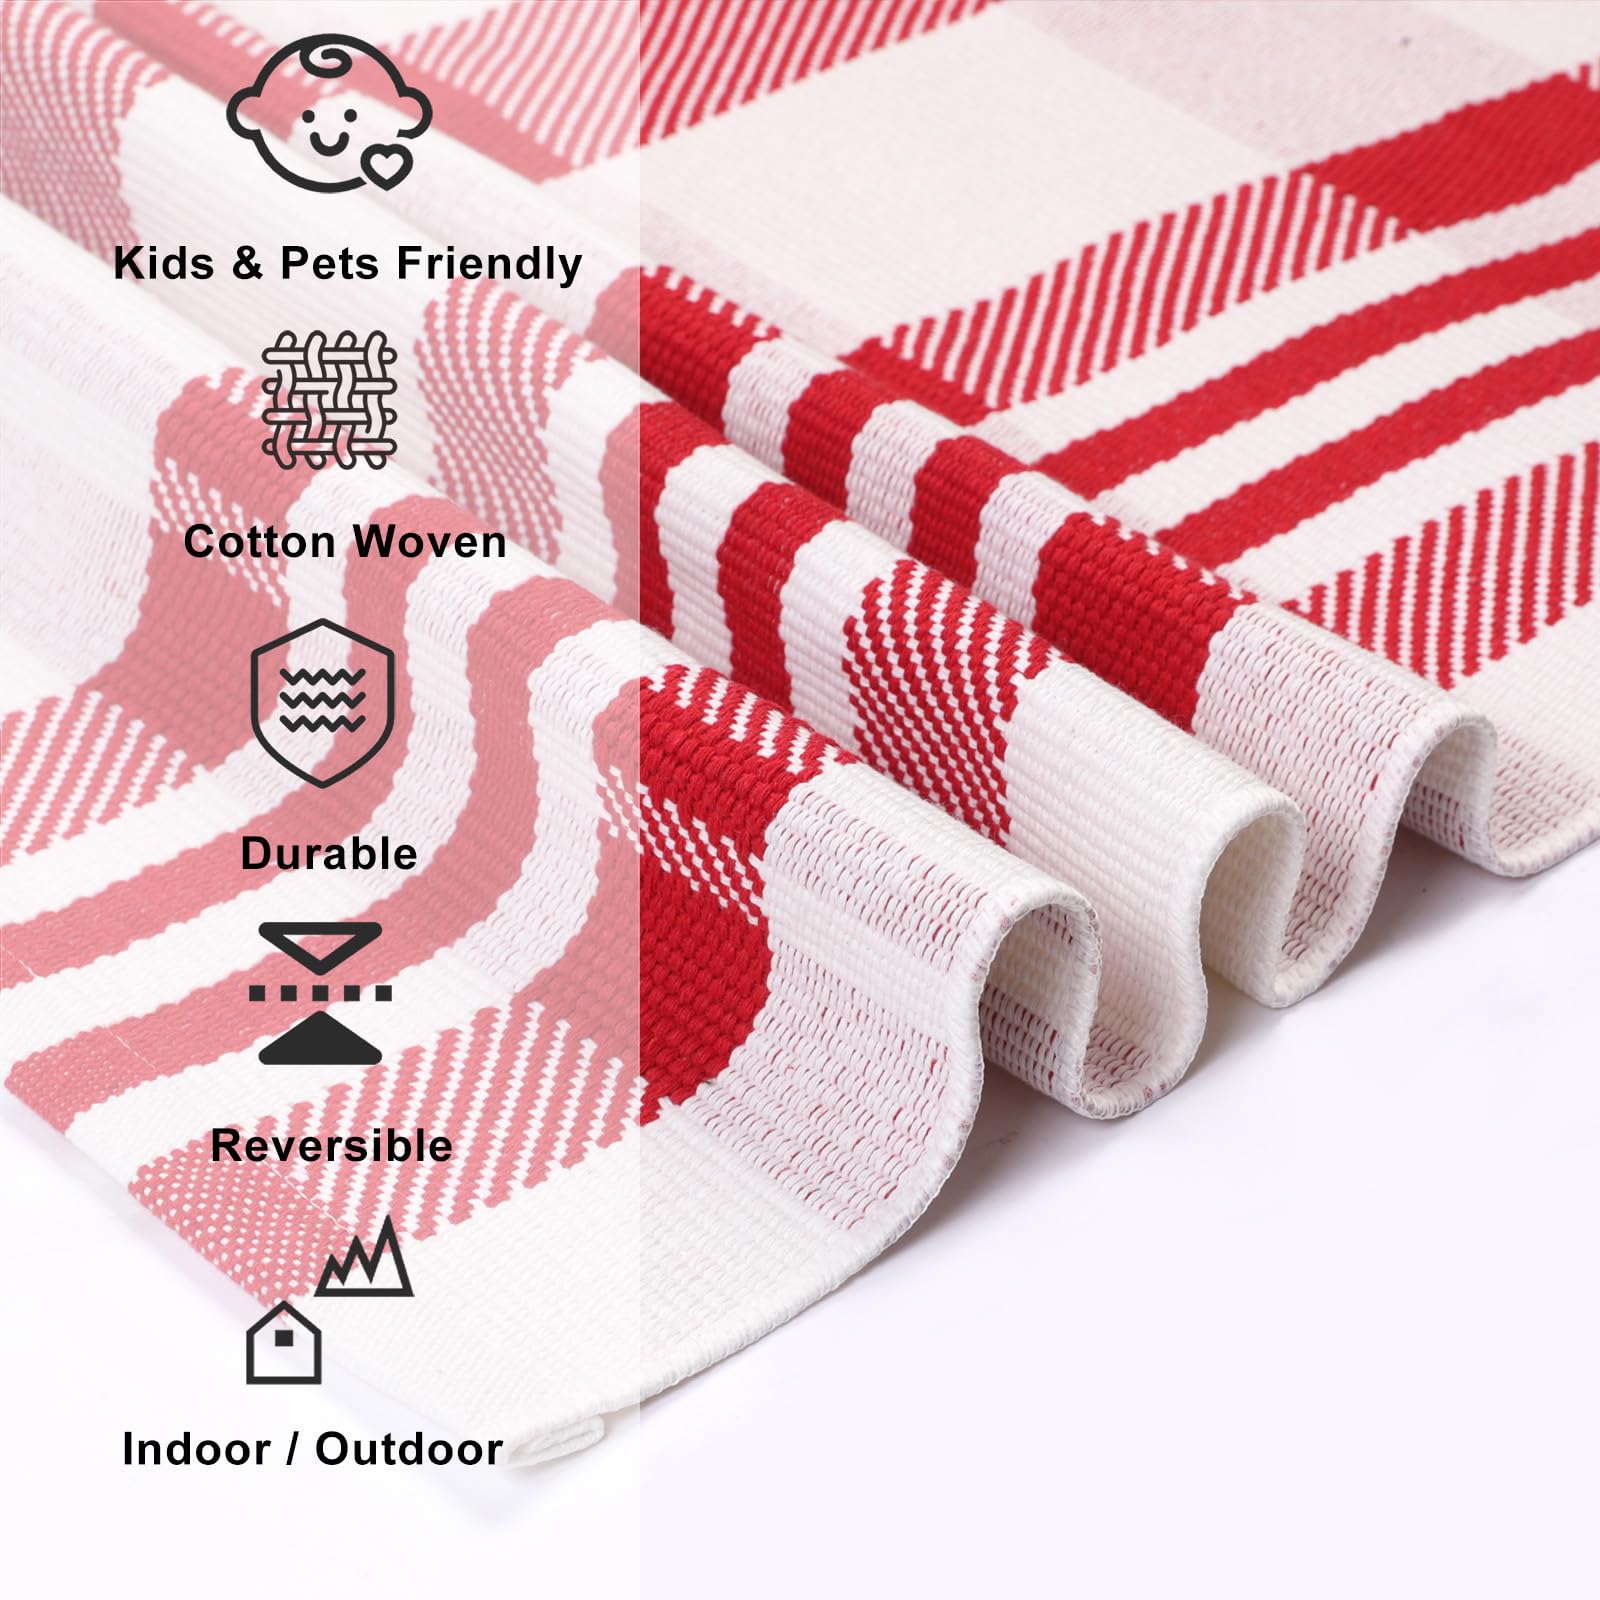 Kids & Pets Friendly
Cotton Woven
Durable
Reversible
Indoor / Outdoor